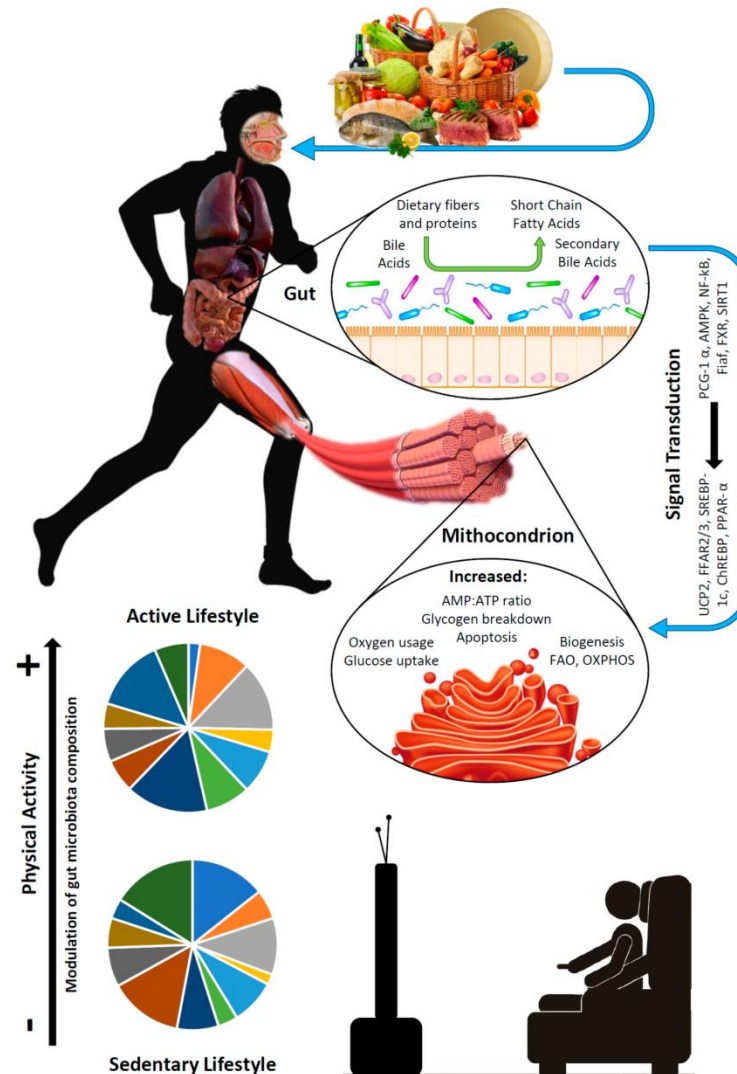 Dietary fibers
and proteins
Short Chain
Fatty Acids
Bile
Acids
Secondary
Bile Acids
Gut
Signal Transduction
PCG-1 α, AMPK, NF-kB,
Fiaf, FXR, SIRT1
UCP2, FFAR2/3, SREBP-
1c, ChREBP, PPAR- α
Mithocondrion
Increased:
AMP:ATP ratio
Glycogen breakdown
Apoptosis
Oxygen usage
Glucose uptake
Biogenesis
FAO, OXPHOS
Active Lifestyle
+
Physical Activity
-
Modulation of gut microbiota composition
Sedentary Lifestyle